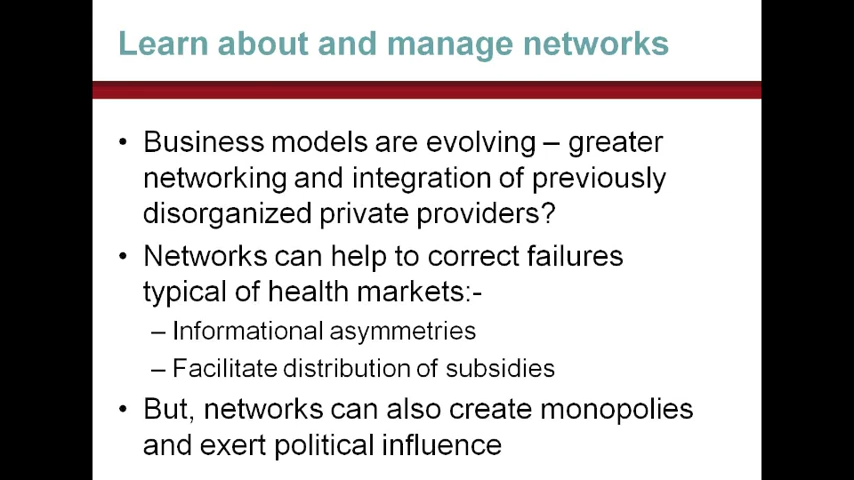 Learn about and manage networks
• Business models are evolving – greater
networking and integration of previously
disorganized private providers?
• Networks can help to correct failures
typical of health markets:-
– Informational asymmetries
– Facilitate distribution of subsidies
• But, networks can also create monopolies
and exert political influence